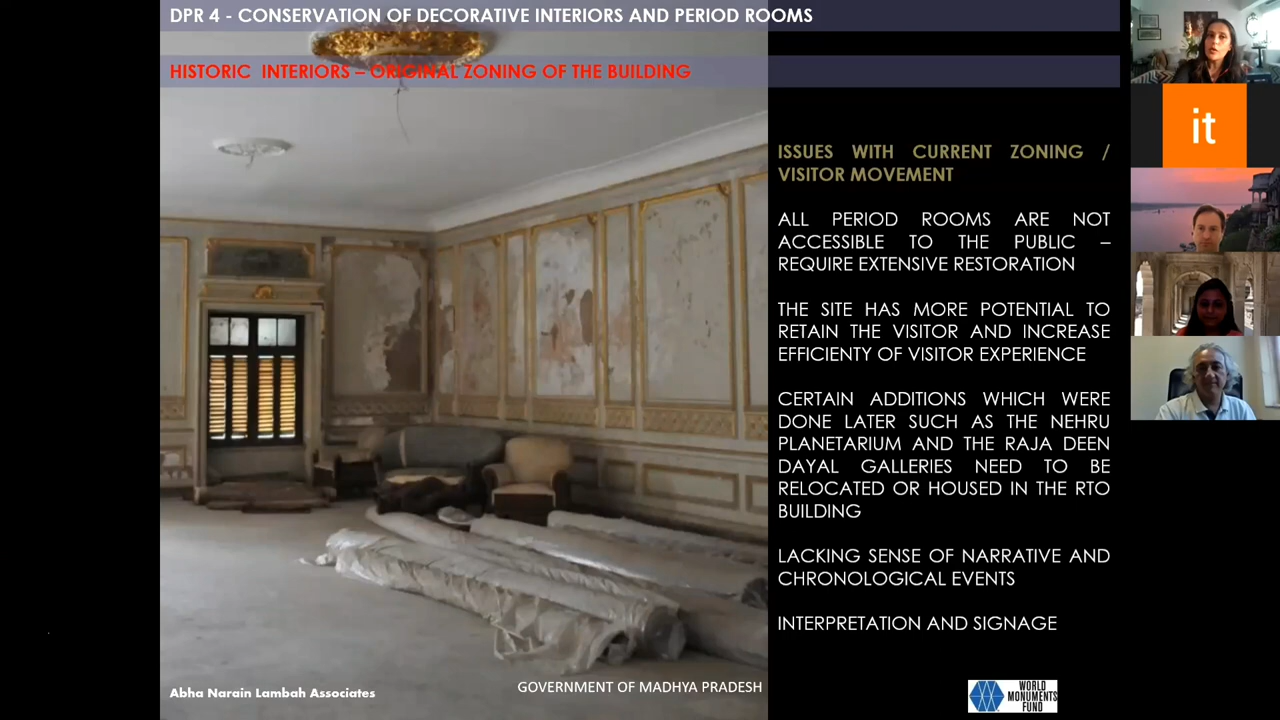 DPR 4 - CONSERVATION OF DECORATIVE INTERIORS AND PERIOD ROOMS
HISTORIC INTERIORS – ORIGINAL ZONING OF THE BUILDING
ISSUES WITH CURRENT ZONING /
VISITOR MOVEMENT
ALL PERIOD ROOMS ARE NOT
ACCESSIBLE TO THE PUBLIC –
REQUIRE EXTENSIVE RESTORATION
THE SITE HAS MORE POTENTIAL TO
RETAIN THE VISITOR AND INCREASE
EFFICIENTY OF VISITOR EXPERIENCE
CERTAIN ADDITIONS WHICH WERE
DONE LATER SUCH AS THE NEHRU
PLANETARIUM AND THE RAJA DEEN
DAYAL GALLERIES NEED TO BE
RELOCATED OR HOUSED IN THE RTO
BUILDING
LACKING SENSE OF NARRATIVE AND
CHRONOLOGICAL EVENTS
INTERPRETATION AND SIGNAGE
Abha Narain Lambah Associates
GOVERNMENT OF MADHYA PRADESH
WORLD
MONUMENTS
FUND
it